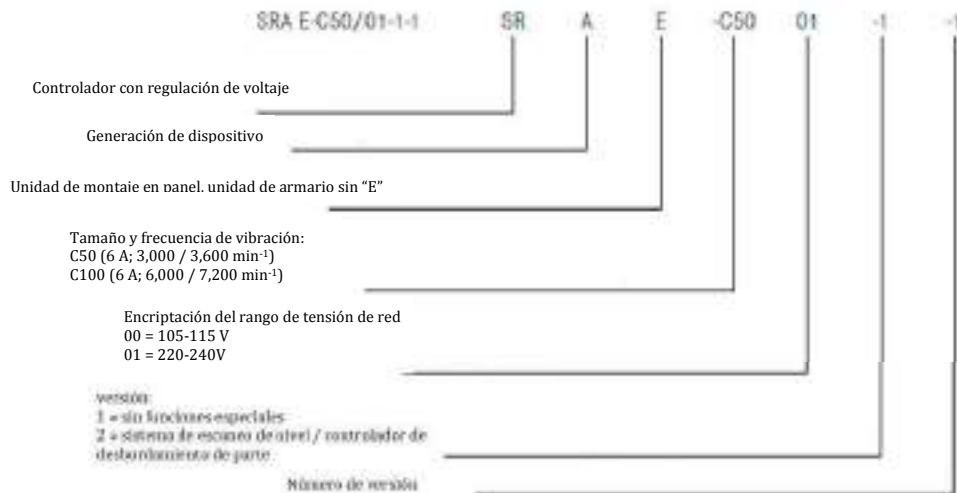 SRA E-C50/01-1-1 SR A E -C50 01 -1 -1
Controlador con regulación de voltaje
Generación de dispositivo
Unidad de montaje en panel, unidad de armario sin “E”
Tamaño y frecuencia de vibración:
C50 (6 A; 3,000 / 3,600 min-1)
C100 (6 A; 6,000 / 7,200 min-1)
Encriptación del rango de tensión de red
00 = 105-115 V
01 = 220-240V
versión:
1 = sin funciones especiales
2 = sistema de escaneo de nivel / controlador de
desbordamiento de parte
Número de versión